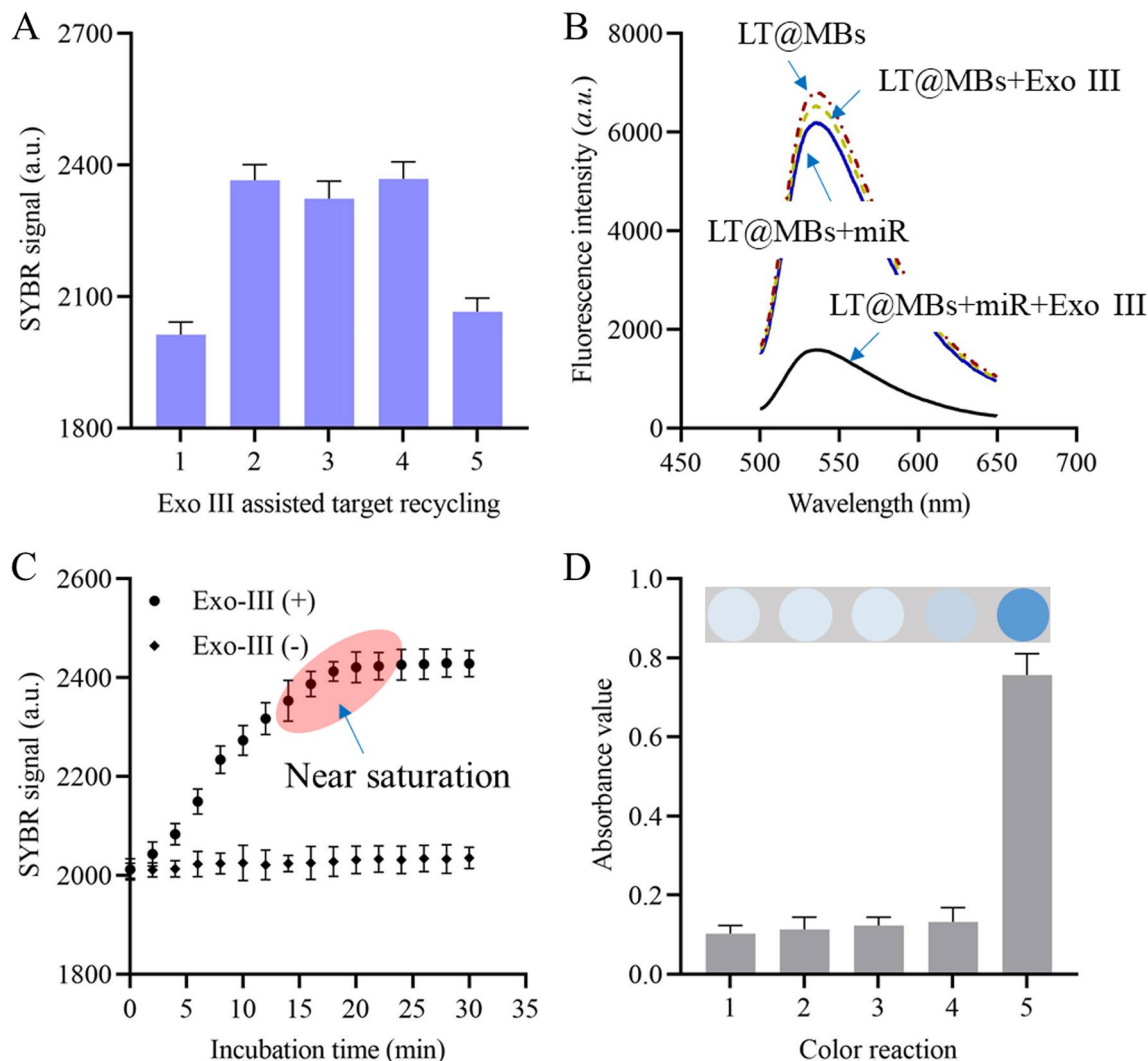 A
2700
2400
2100
1800
SYBR signal (a.u.)
1 2 3 4 5
Exo III assisted target recycling
B
8000
6000
4000
2000
0
Fluorescence intensity (a.u.)
LT@MBs
LT@MBs+Exo III
LT@MBs+miR
LT@MBs+miR+Exo III
450 500 550 600 650 700
Wavelength (nm)
C
2600
2400
2200
2000
1800
SYBR signal (a.u.)
Exo-III (+)
Exo-III (-)
Near saturation
0 5 10 15 20 25 30 35
Incubation time (min)
D
1.0
0.8
0.6
0.4
0.2
0.0
Absorbance value
1 2 3 4 5
Color reaction